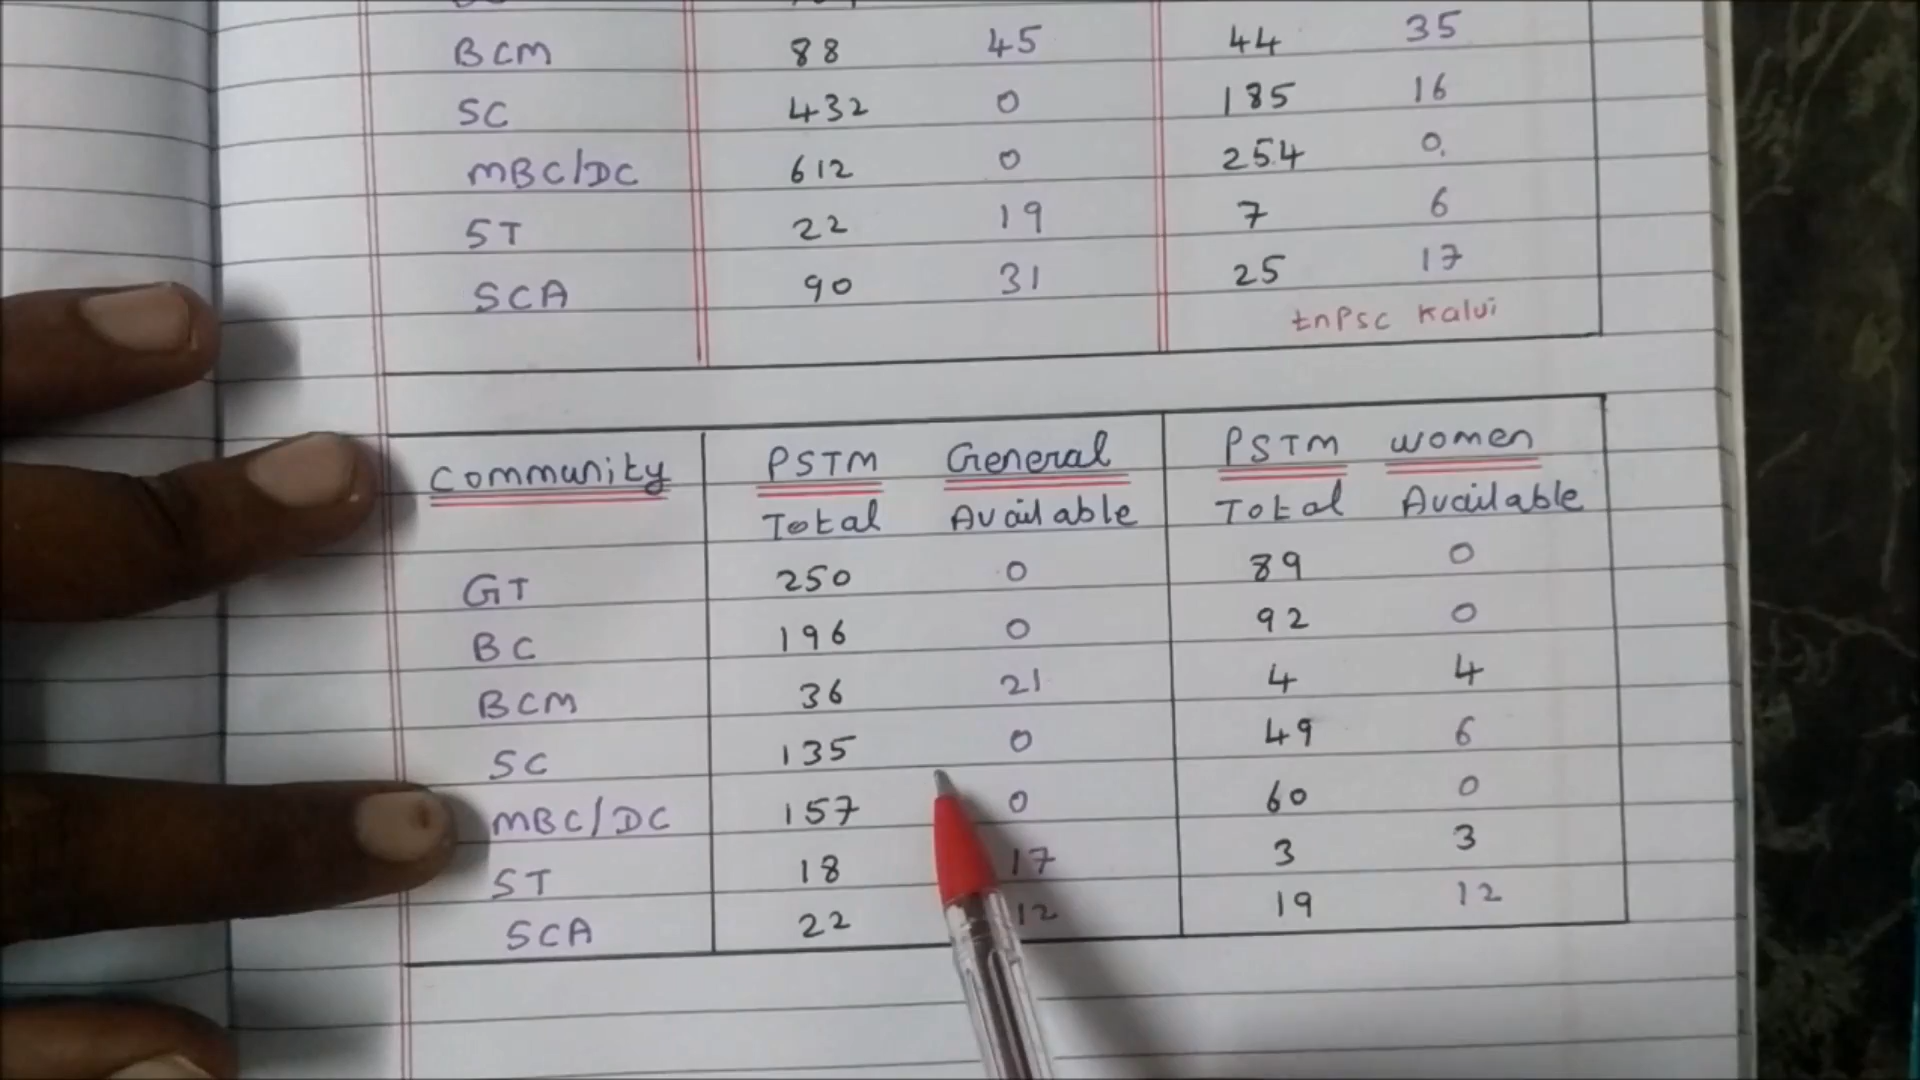 BCM 88 45 44 35
SC 432 0 185 16
MBC/DC 612 0 254 0.
ST 22 19 7 6
SCA 90 31 25 17
tnpsc kalvi
community PSTM General PSTM women
Total Available Total Available
GT 250 0 89 0
BC 196 0 92 0
BCM 36 21 4 4
SC 135 0 49 6
MBC/DC 157 0 60 0
ST 18 17 3 3
SCA 22 12 19 12